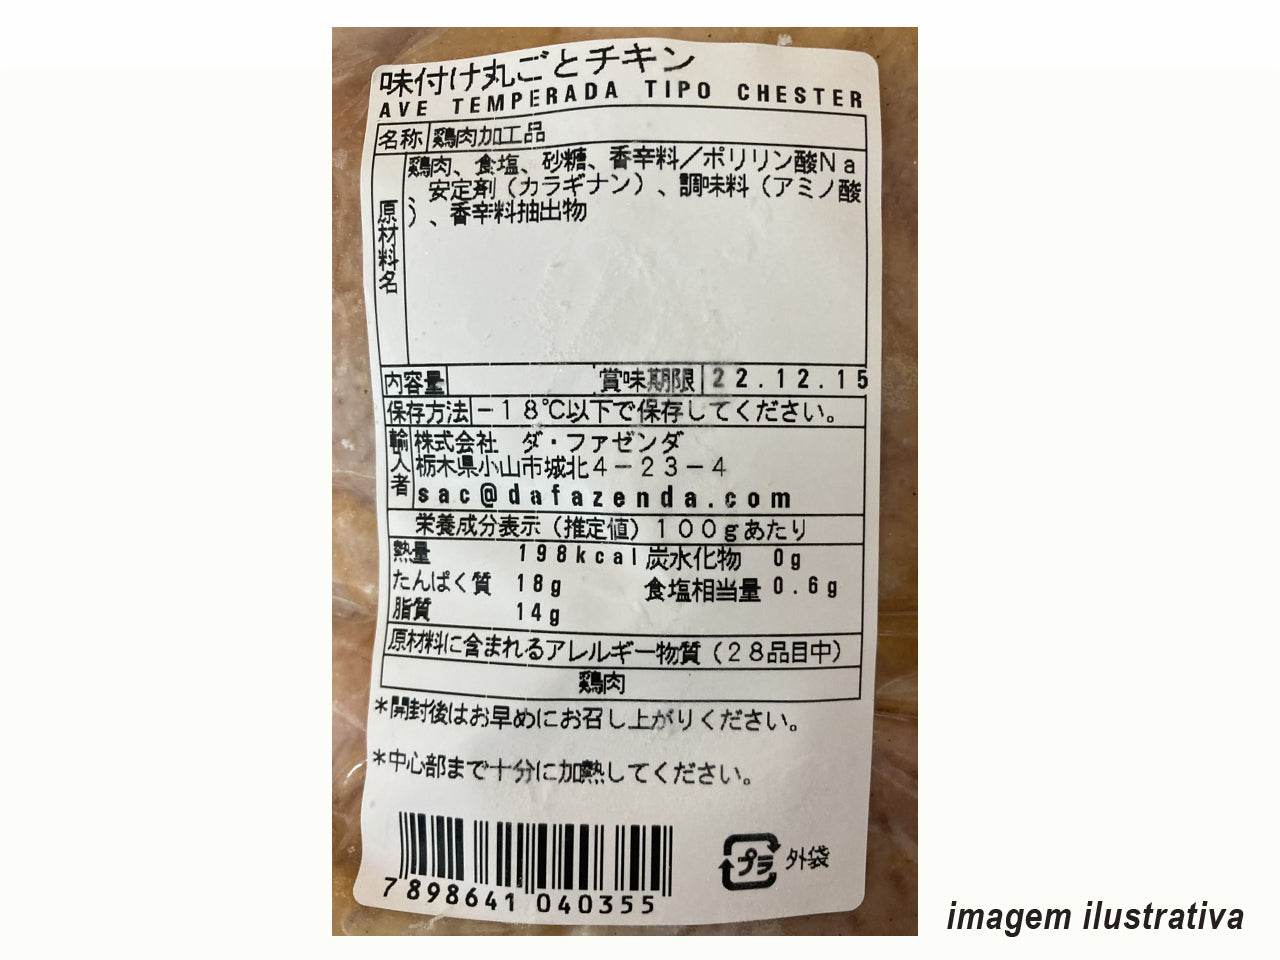 味付け丸ごとチキン
AVE TEMPERADA TIPO CHESTER
名称 鶏肉加工品
原材料名 鶏肉、食塩、砂糖、香辛料／ポリリン酸Na
安定剤（カラギナン）、調味料（アミノ酸
）、香辛料抽出物
内容量 賞味期限 22.12.15
保存方法 －18℃以下で保存してください。
輸入者 株式会社 ダ・ファゼンダ
栃木県小山市城北4－23－4
sac@dafazenda.com
栄養成分表示（推定値）100gあたり
熱量 198kcal 炭水化物 0g
たんぱく質 18g 食塩相当量 0.6g
脂質 14g
原材料に含まれるアレルギー物質（28品目中）
鶏肉
＊開封後はお早めにお召し上がりください。
＊中心部まで十分に加熱してください。
7 898641 040355
プラ 外袋
imagem ilustrativa